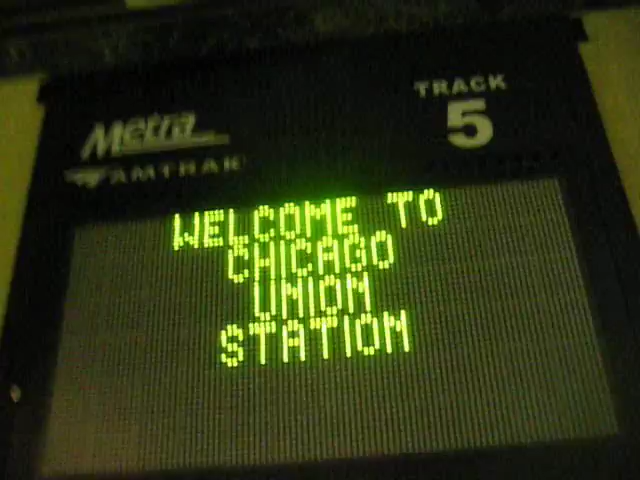 Metra
AMTRAK
TRACK
5
WELCOME TO
CHICAGO
UNION
STATION